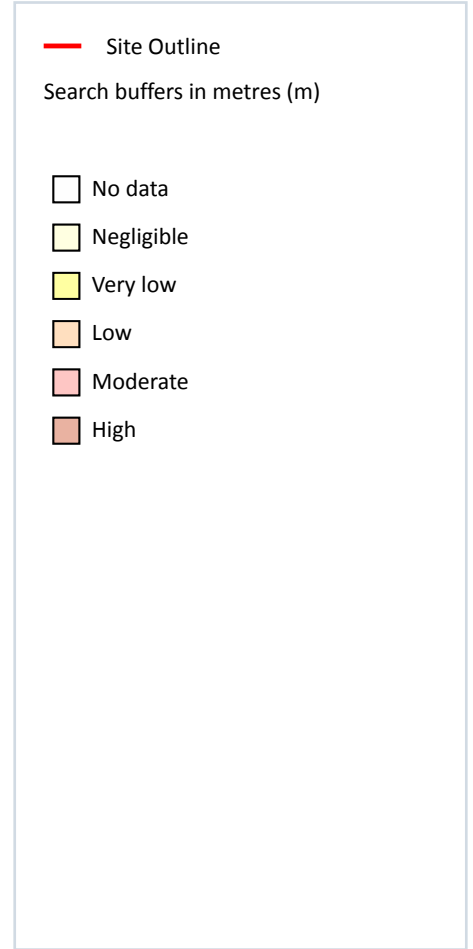 Site Outline
Search buffers in metres (m)
No data
Negligible
Very low
Low
Moderate
High